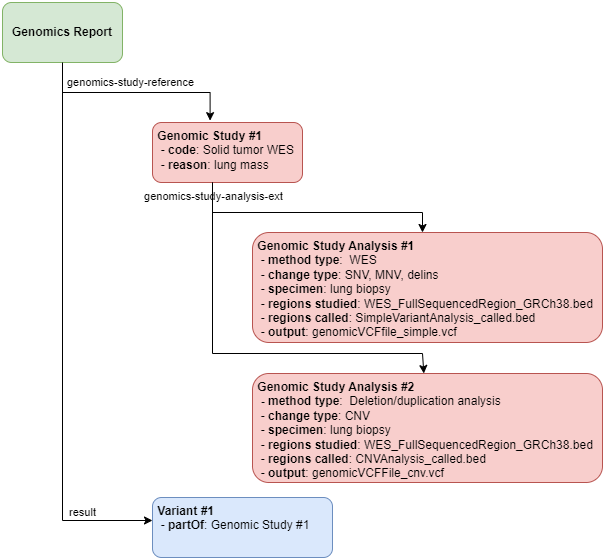 Genomics Report
genomics-study-reference
Genomic Study #1
- code: Solid tumor WES
- reason: lung mass
genomics-study-analysis-ext
Genomic Study Analysis #1
- method type:  WES
- change type: SNV, MNV, delins
- specimen: lung biopsy
- regions studied: WES_FullSequencedRegion_GRCh38.bed
- regions called: SimpleVariantAnalysis_called.bed
- output: genomicVCFfile_simple.vcf
Genomic Study Analysis #2
- method type:  Deletion/duplication analysis
- change type: CNV
- specimen: lung biopsy
- regions studied: WES_FullSequencedRegion_GRCh38.bed
- regions called: CNVAnalysis_called.bed
- output: genomicVCFFile_cnv.vcf
result
Variant #1
- partOf: Genomic Study #1